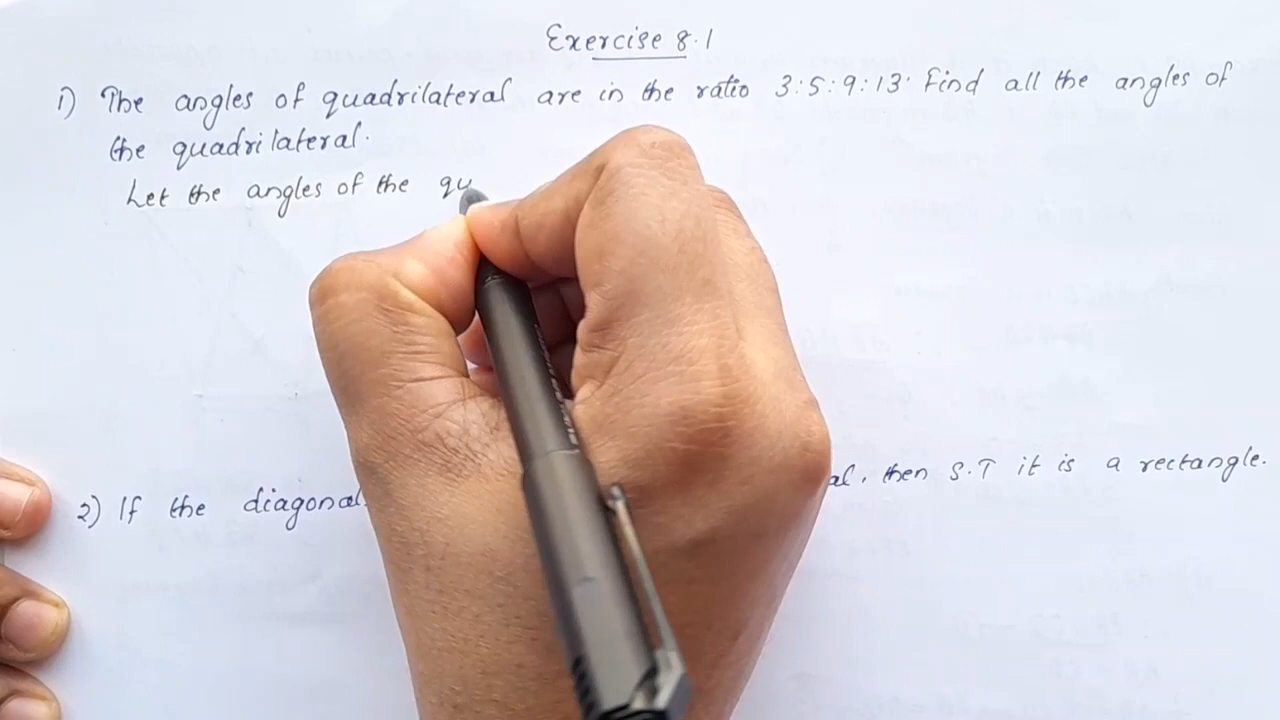 Exercise 8.1
1) The angles of quadrilateral are in the ratio 3:5:9:13. Find all the angles of
the quadrilateral.
Let the angles of the qu
2) If the diagonal al, then S.T it is a rectangle.